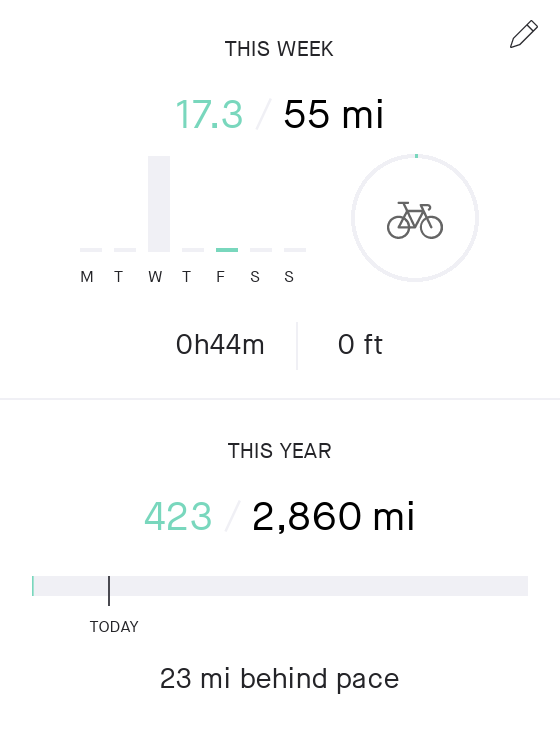 THIS WEEK
17.3 / 55 mi
M T W T F S S
0h44m
0 ft
THIS YEAR
423 / 2,860 mi
TODAY
23 mi behind pace